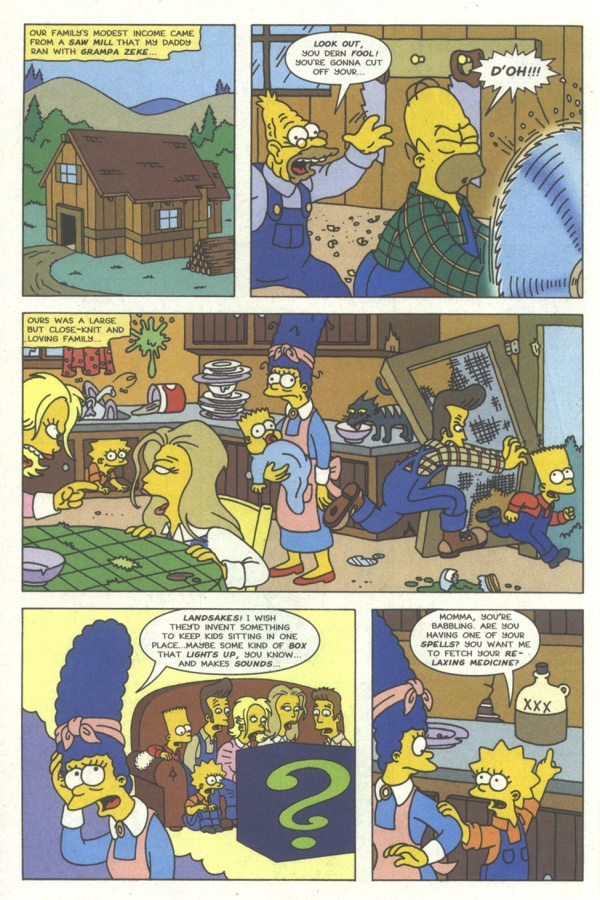 OUR FAMILY'S MODEST INCOME CAME
FROM A SAW MILL THAT MY DADDY
RAN WITH GRAMPA ZEKE...
LOOK OUT,
YOU DERN FOOL!
YOU'RE GONNA CUT
OFF YOUR...
D'OH!!!
OURS WAS A LARGE
BUT CLOSE-KNIT AND
LOVING FAMILY...
LANDSAKES! I WISH
THEY'D INVENT SOMETHING
TO KEEP KIDS SITTING IN ONE
PLACE...MAYBE SOME KIND OF BOX
THAT LIGHTS UP, YOU KNOW...
AND MAKES SOUNDS...
?
MOMMA, YOU'RE
BABBLING. ARE YOU
HAVING ONE OF YOUR
SPELLS? YOU WANT ME
TO FETCH YOUR RE-
LAXING MEDICINE?
XXX